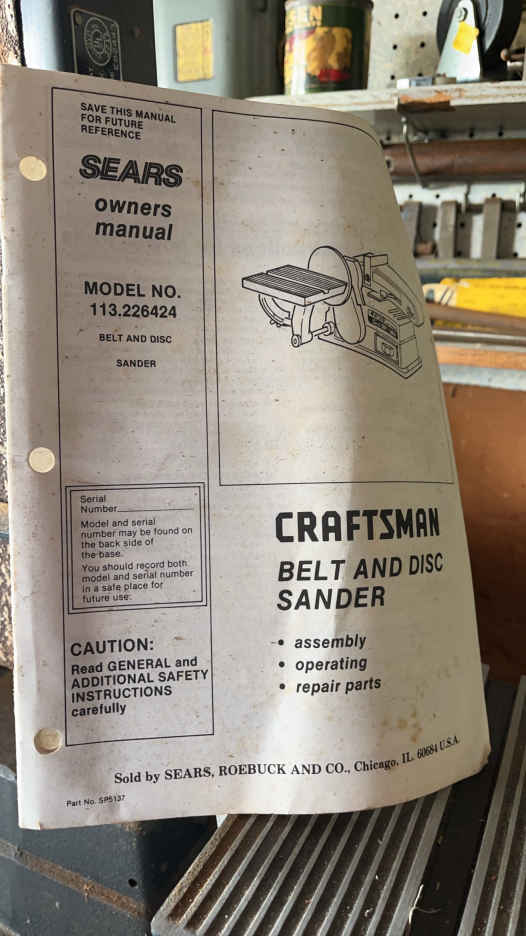 SAVE THIS MANUAL
FOR FUTURE
REFERENCE
SEARS
owners
manual
MODEL NO.
113.226424
BELT AND DISC
SANDER
Serial
Number
Model and serial
number may be found on
the back side of
the base.
You should record both
model and serial number
in a safe place for
future use.
CAUTION:
Read GENERAL and
ADDITIONAL SAFETY
INSTRUCTIONS
carefully
CRAFTSMAN
BELT AND DISC
SANDER
• assembly
• operating
• repair parts
Sold by SEARS, ROEBUCK AND CO., Chicago, IL. 60684 U.S.A.
Part No. SP5137